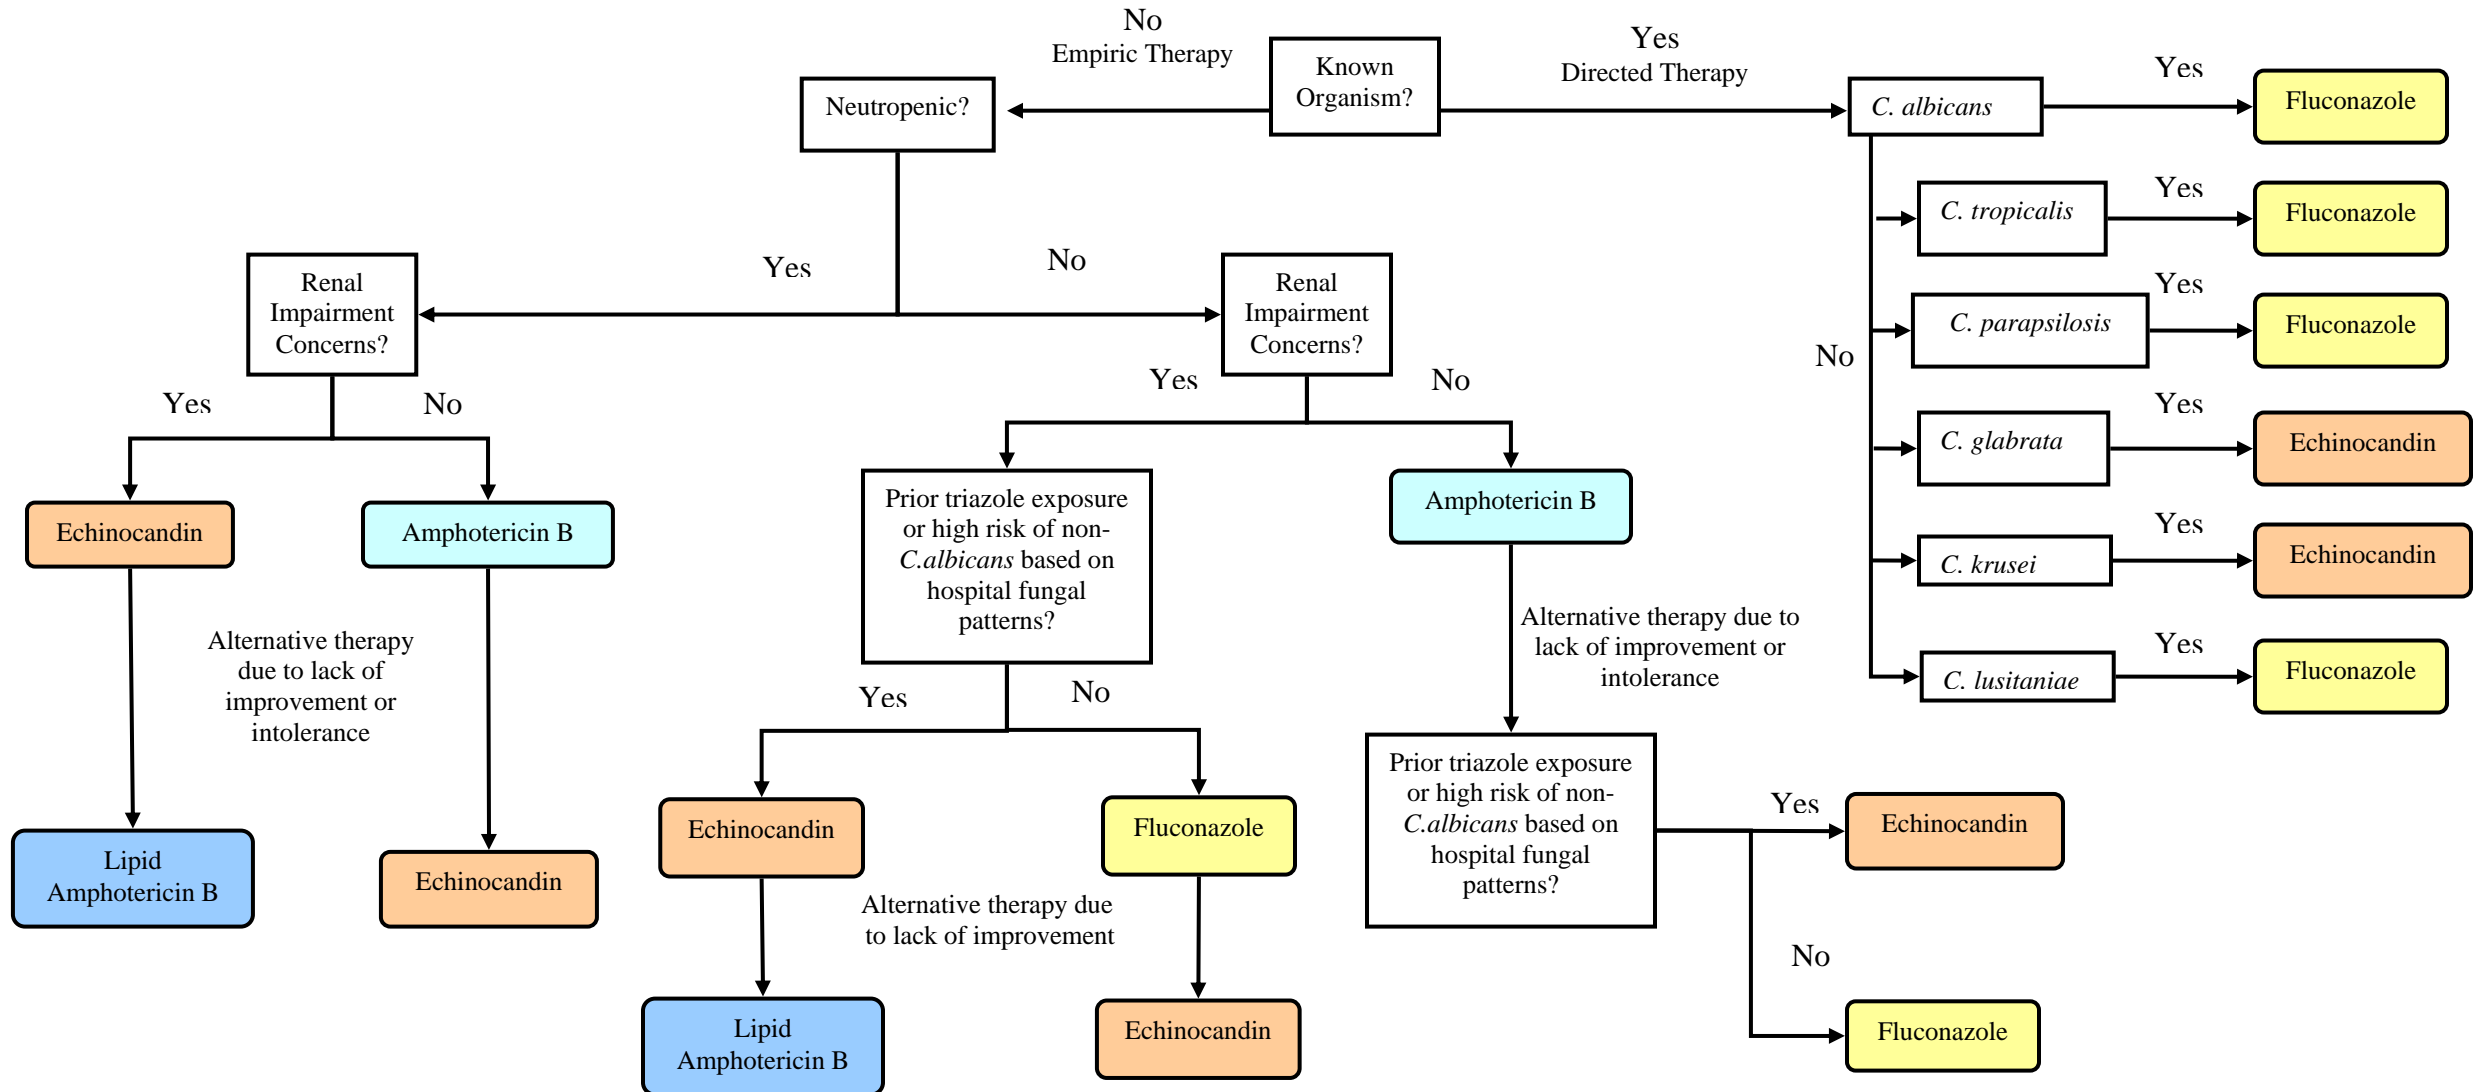 No
Empiric Therapy
Known
Organism?
Yes
Directed Therapy
Neutropenic?
C. albicans
Yes
Fluconazole
C. tropicalis
Yes
Fluconazole
C. parapsilosis
Yes
Fluconazole
No
C. glabrata
Yes
Echinocandin
C. krusei
Yes
Echinocandin
C. lusitaniae
Yes
Fluconazole
Yes
No
Renal
Impairment
Concerns?
Renal
Impairment
Concerns?
Yes
No
Yes
No
Echinocandin
Amphotericin B
Prior triazole exposure
or high risk of non-
C.albicans based on
hospital fungal
patterns?
Amphotericin B
Alternative therapy
due to lack of
improvement or
intolerance
Alternative therapy due to
lack of improvement or
intolerance
Yes
No
Lipid
Amphotericin B
Echinocandin
Echinocandin
Fluconazole
Prior triazole exposure
or high risk of non-
C.albicans based on
hospital fungal
patterns?
Yes
Echinocandin
Alternative therapy due
to lack of improvement
No
Lipid
Amphotericin B
Echinocandin
Fluconazole